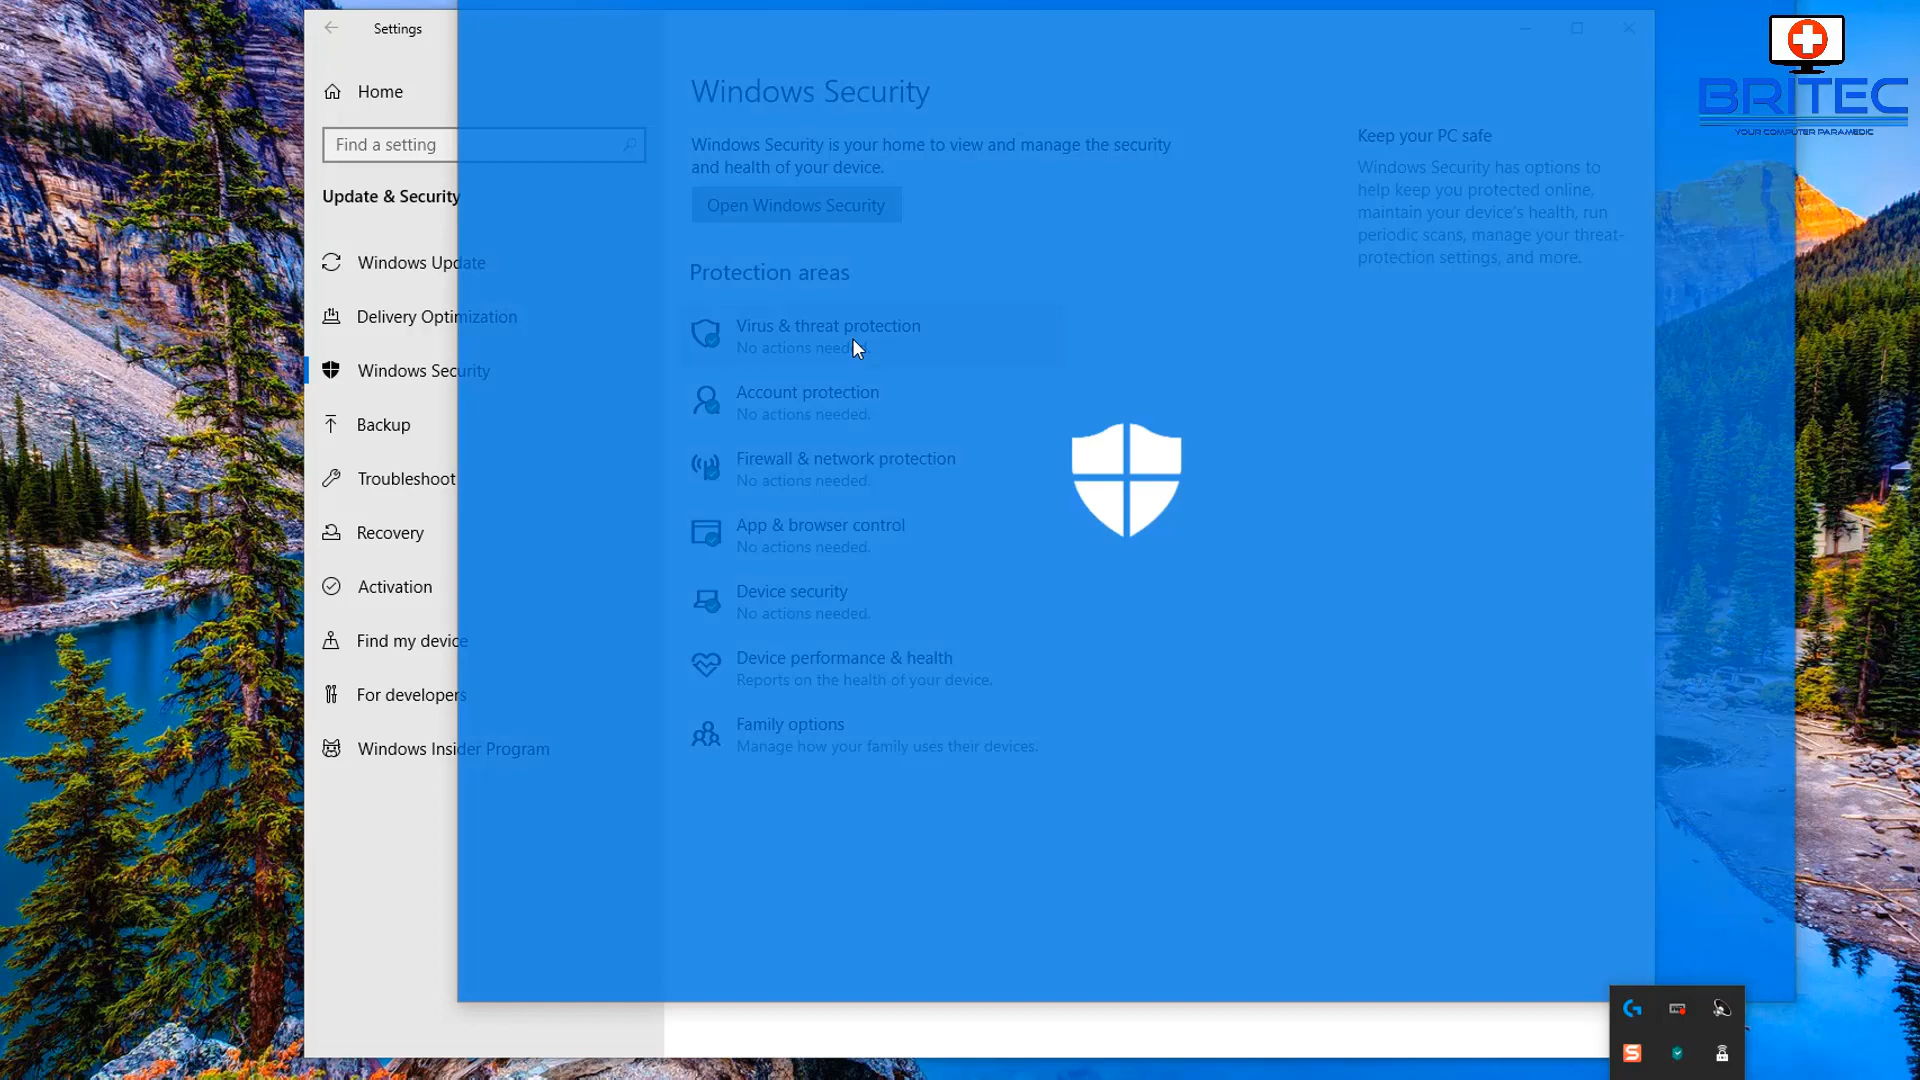 Settings
Home
Find a setting
Update & Security
Windows Update
Delivery Optimization
Windows Security
Backup
Troubleshoot
Recovery
Activation
Find my device
For developers
Windows Insider Program
Windows Security
Windows Security is your home to view and manage the security
and health of your device.
Open Windows Security
Protection areas
Virus & threat protection
No actions needed.
Account protection
No actions needed.
Firewall & network protection
No actions needed.
App & browser control
No actions needed.
Device security
No actions needed.
Device performance & health
Reports on the health of your device.
Family options
Manage how your family uses their devices.
Keep your PC safe
Windows Security has options to
help keep you protected online,
maintain your device's health, run
periodic scans, manage your threat-
protection settings, and more.
BRITEC
YOUR COMPUTER PARAMEDIC